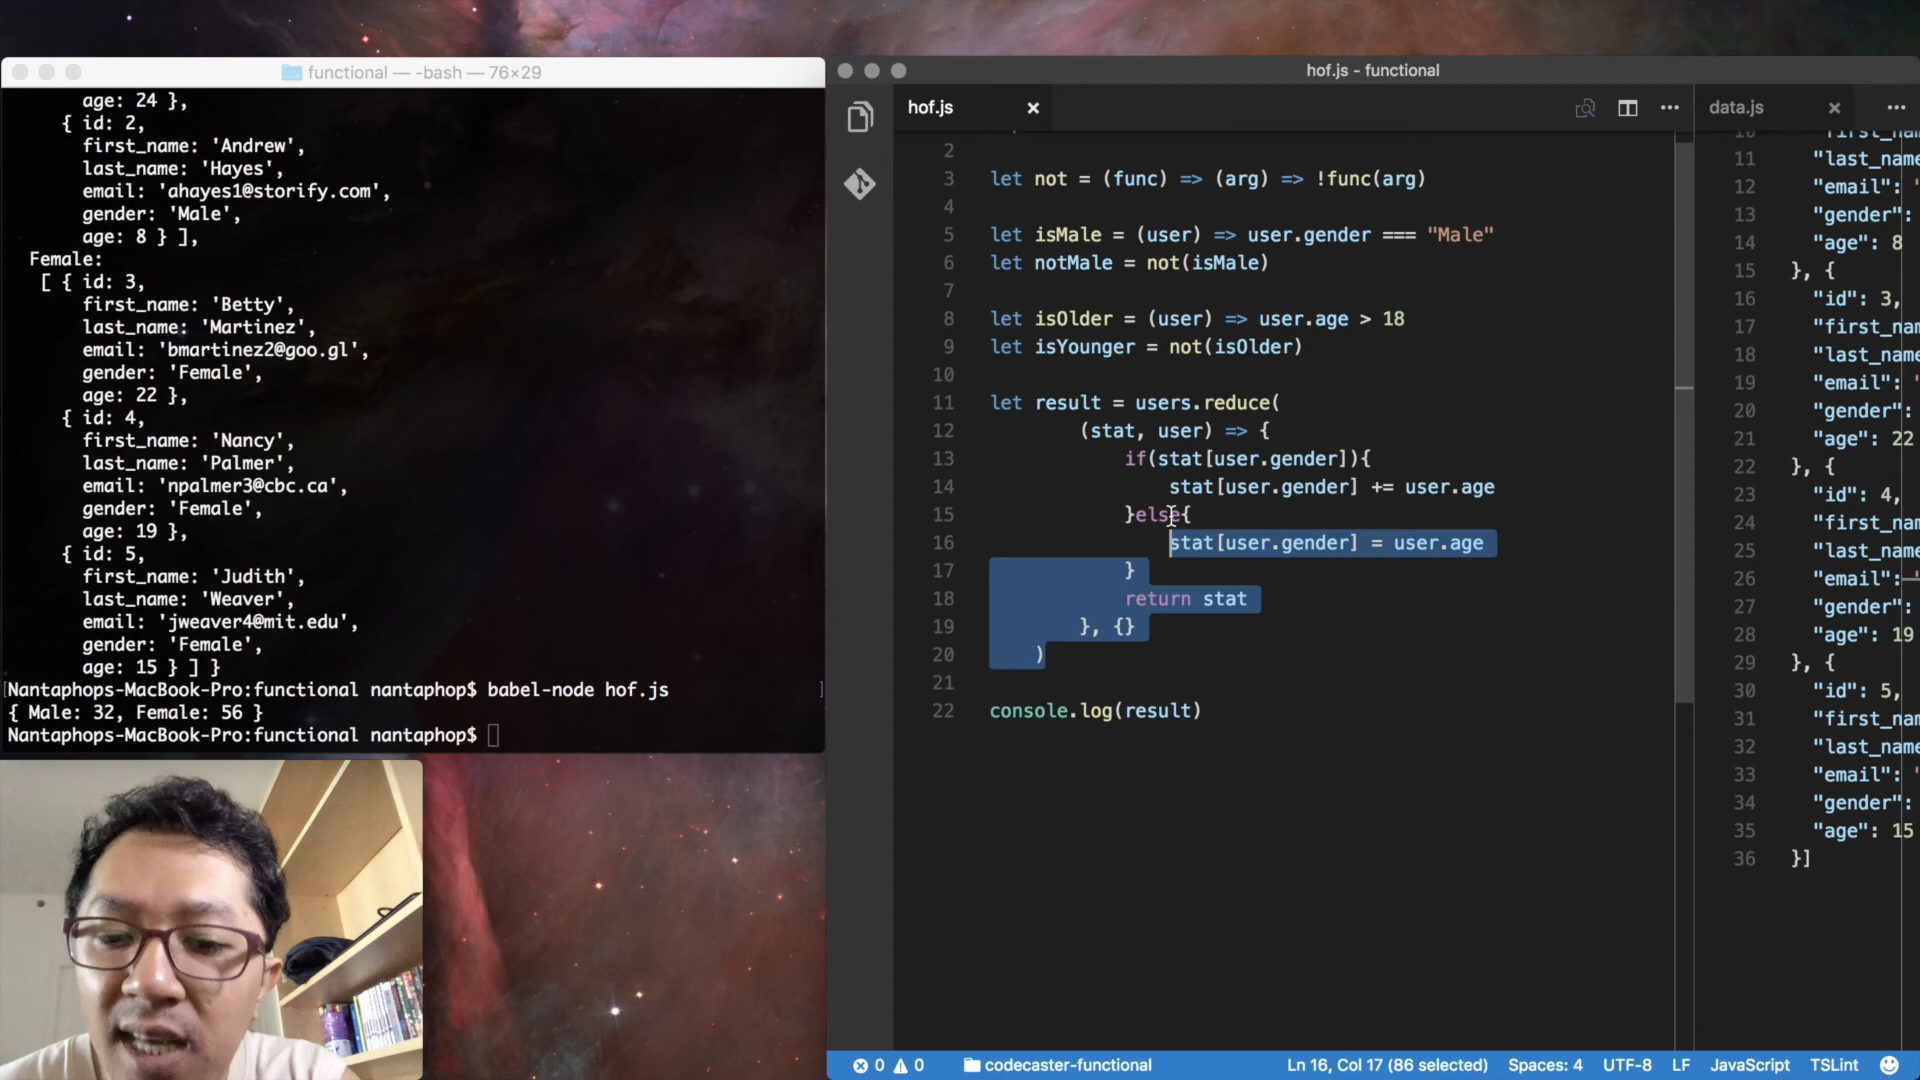 functional — -bash — 76×29
age: 24 },
{ id: 2,
first_name: 'Andrew',
last_name: 'Hayes',
email: 'ahayes1@storify.com',
gender: 'Male',
age: 8 } ],
Female:
[ { id: 3,
first_name: 'Betty',
last_name: 'Martinez',
email: 'bmartinez2@goo.gl',
gender: 'Female',
age: 22 },
{ id: 4,
first_name: 'Nancy',
last_name: 'Palmer',
email: 'npalmer3@cbc.ca',
gender: 'Female',
age: 19 },
{ id: 5,
first_name: 'Judith',
last_name: 'Weaver',
email: 'jweaver4@mit.edu',
gender: 'Female',
age: 15 } ] }
[Nantaphops-MacBook-Pro:functional nantaphop$ babel-node hof.js ]
{ Male: 32, Female: 56 }
Nantaphops-MacBook-Pro:functional nantaphop$
hof.js - functional
hof.js
2
3 let not = (func) => (arg) => !func(arg)
4
5 let isMale = (user) => user.gender === "Male"
6 let notMale = not(isMale)
7
8 let isOlder = (user) => user.age > 18
9 let isYounger = not(isOlder)
10
11 let result = users.reduce(
12 (stat, user) => {
13 if(stat[user.gender]){
14 stat[user.gender] += user.age
15 }else{
16 stat[user.gender] = user.age
17 }
18 return stat
19 }, {}
20 )
21
22 console.log(result)
data.js
11 "last_name
12 "email": '
13 "gender":
14 "age": 8
15 }, {
16 "id": 3,
17 "first_nam
18 "last_name
19 "email": '
20 "gender":
21 "age": 22
22 }, {
23 "id": 4,
24 "first_nam
25 "last_name
26 "email": '
27 "gender":
28 "age": 19
29 }, {
30 "id": 5,
31 "first_nam
32 "last_name
33 "email": '
34 "gender":
35 "age": 15
36 }]
0 0 codecaster-functional Ln 16, Col 17 (86 selected) Spaces: 4 UTF-8 LF JavaScript TSLint